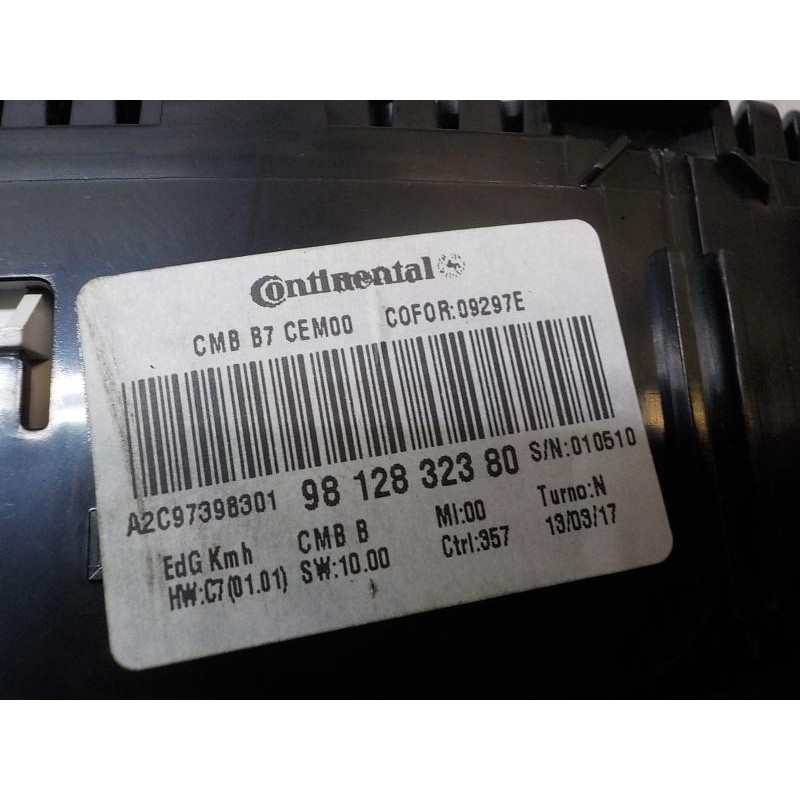 Continental
CMB B7 CEM00 COFOR:09297E
A2C97398301 98 128 323 80 S/N:010510
EdG Kmh CMB B MI:00 Turno:N
HW:C7(01.01) SW:10.00 Ctrl:357 13/03/17